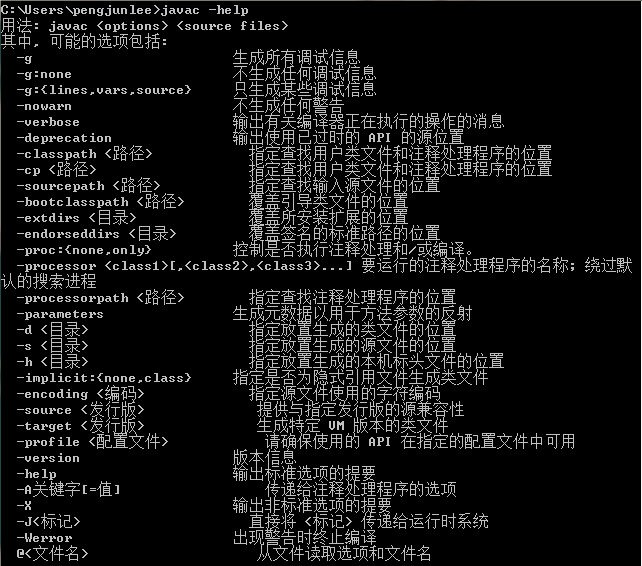 C:\Users\pengjunlee>javac -help
用法: javac <options> <source files>
其中, 可能的选项包括:
-g 生成所有调试信息
-g:none 不生成任何调试信息
-g:{lines,vars,source} 只生成某些调试信息
-nowarn 不生成任何警告
-verbose 输出有关编译器正在执行的操作的消息
-deprecation 输出使用已过时的 API 的源位置
-classpath <路径> 指定查找用户类文件和注释处理程序的位置
-cp <路径> 指定查找用户类文件和注释处理程序的位置
-sourcepath <路径> 指定查找输入源文件的位置
-bootclasspath <路径> 覆盖引导类文件的位置
-extdirs <目录> 覆盖所安装扩展的位置
-endorseddirs <目录> 覆盖签名的标准路径的位置
-proc:{none,only} 控制是否执行注释处理和/或编译。
-processor <class1>[,<class2>,<class3>...] 要运行的注释处理程序的名称; 绕过默
认的搜索进程
-processorpath <路径> 指定查找注释处理程序的位置
-parameters 生成元数据以用于方法参数的反射
-d <目录> 指定放置生成的类文件的位置
-s <目录> 指定放置生成的源文件的位置
-h <目录> 指定放置生成的本机标头文件的位置
-implicit:{none,class} 指定是否为隐式引用文件生成类文件
-encoding <编码> 指定源文件使用的字符编码
-source <发行版> 提供与指定发行版的源兼容性
-target <发行版> 生成特定 VM 版本的类文件
-profile <配置文件> 请确保使用的 API 在指定的配置文件中可用
-version 版本信息
-help 输出标准选项的提要
-A关键字[=值] 传递给注释处理程序的选项
-X 输出非标准选项的提要
-J<标记> 直接将 <标记> 传递给运行时系统
-Werror 出现警告时终止编译
@<文件名> 从文件读取选项和文件名